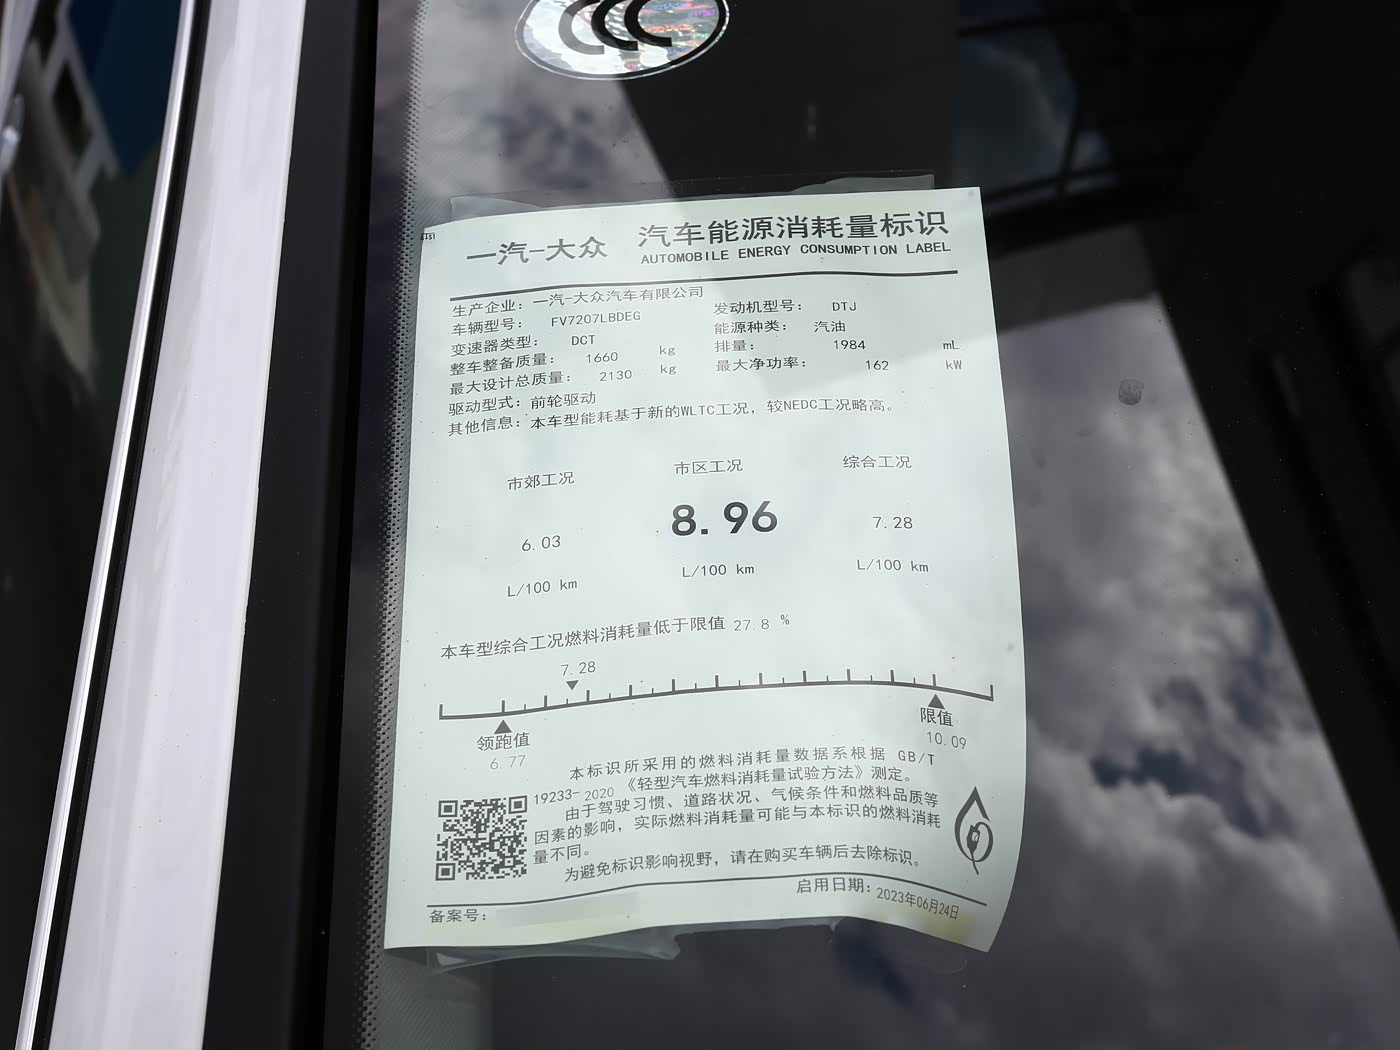 CCC
一汽-大众 汽车能源消耗量标识
AUTOMOBILE ENERGY CONSUMPTION LABEL
生产企业：一汽-大众汽车有限公司
发动机型号： DTJ
车辆型号： FV7207LBDEG
能源种类： 汽油
变速器类型： DCT
排量： 1984 mL
整车整备质量： 1660 kg
最大净功率： 162 kW
最大设计总质量： 2130 kg
驱动型式：前轮驱动
其他信息：本车型能耗基于新的WLTC工况，较NEDC工况略高。
市郊工况 市区工况 综合工况
6.03 8.96 7.28
L/100 km L/100 km L/100 km
本车型综合工况燃料消耗量低于限值 27.8 %
7.28
领跑值 限值
6.77 10.09
本标识所采用的燃料消耗量数据系根据 GB/T
19233-2020《轻型汽车燃料消耗量试验方法》测定。
由于驾驶习惯、道路状况、气候条件和燃料品质等
因素的影响，实际燃料消耗量可能与本标识的燃料消耗
量不同。
为避免标识影响视野，请在购买车辆后去除标识。
备案号： 启用日期：2023年06月24日